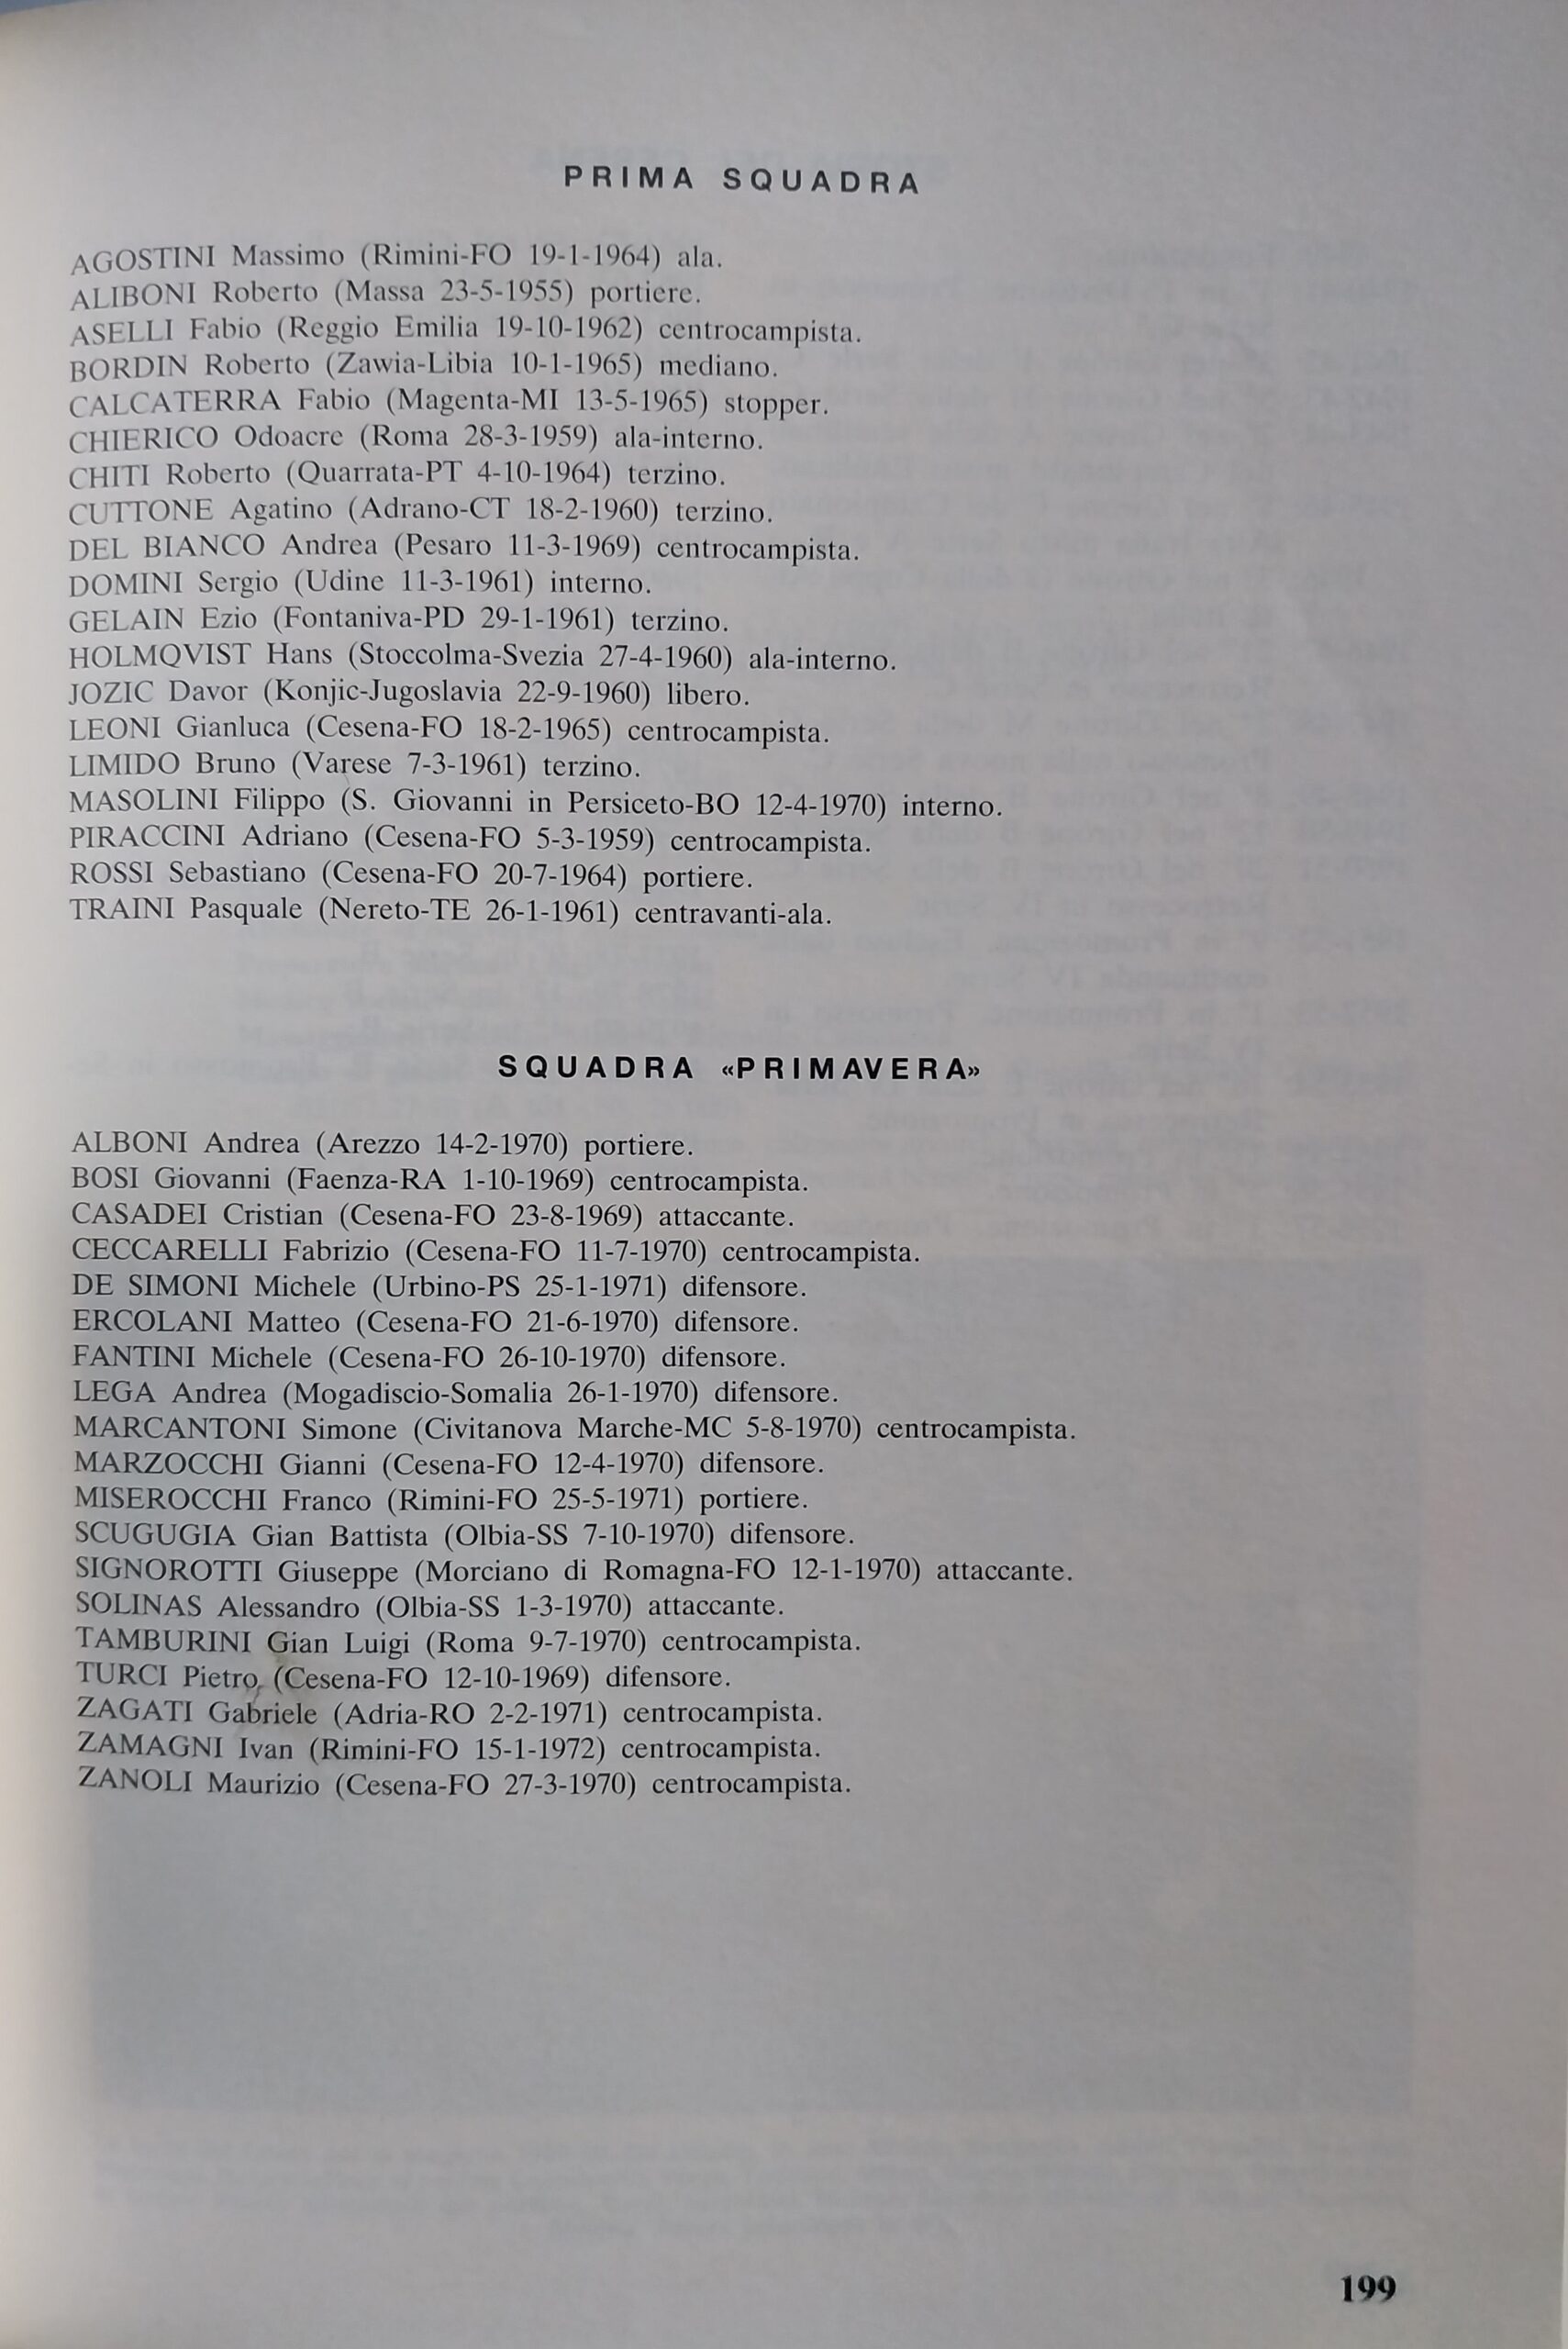 PRIMA SQUADRA
AGOSTINI Massimo (Rimini-FO 19-1-1964) ala.
ALIBONI Roberto (Massa 23-5-1955) portiere.
ASELLI Fabio (Reggio Emilia 19-10-1962) centrocampista.
BORDIN Roberto (Zawia-Libia 10-1-1965) mediano.
CALCATERRA Fabio (Magenta-MI 13-5-1965) stopper.
CHIERICO Odoacre (Roma 28-3-1959) ala-interno.
CHITI Roberto (Quarrata-PT 4-10-1964) terzino.
CUTTONE Agatino (Adrano-CT 18-2-1960) terzino.
DEL BIANCO Andrea (Pesaro 11-3-1969) centrocampista.
DOMINI Sergio (Udine 11-3-1961) interno.
GELAIN Ezio (Fontaniva-PD 29-1-1961) terzino.
HOLMQVIST Hans (Stoccolma-Svezia 27-4-1960) ala-interno.
JOZIC Davor (Konjic-Jugoslavia 22-9-1960) libero.
LEONI Gianluca (Cesena-FO 18-2-1965) centrocampista.
LIMIDO Bruno (Varese 7-3-1961) terzino.
MASOLINI Filippo (S. Giovanni in Persiceto-BO 12-4-1970) interno.
PIRACCINI Adriano (Cesena-FO 5-3-1959) centrocampista.
ROSSI Sebastiano (Cesena-FO 20-7-1964) portiere.
TRAINI Pasquale (Nereto-TE 26-1-1961) centravanti-ala.
SQUADRA «PRIMAVERA»
ALBONI Andrea (Arezzo 14-2-1970) portiere.
BOSI Giovanni (Faenza-RA 1-10-1969) centrocampista.
CASADEI Cristian (Cesena-FO 23-8-1969) attaccante.
CECCARELLI Fabrizio (Cesena-FO 11-7-1970) centrocampista.
DE SIMONI Michele (Urbino-PS 25-1-1971) difensore.
ERCOLANI Matteo (Cesena-FO 21-6-1970) difensore.
FANTINI Michele (Cesena-FO 26-10-1970) difensore.
LEGA Andrea (Mogadiscio-Somalia 26-1-1970) difensore.
MARCANTONI Simone (Civitanova Marche-MC 5-8-1970) centrocampista.
MARZOCCHI Gianni (Cesena-FO 12-4-1970) difensore.
MISEROCCHI Franco (Rimini-FO 25-5-1971) portiere.
SCUGUGIA Gian Battista (Olbia-SS 7-10-1970) difensore.
SIGNOROTTI Giuseppe (Morciano di Romagna-FO 12-1-1970) attaccante.
SOLINAS Alessandro (Olbia-SS 1-3-1970) attaccante.
TAMBURINI Gian Luigi (Roma 9-7-1970) centrocampista.
TURCI Pietro (Cesena-FO 12-10-1969) difensore.
ZAGATI Gabriele (Adria-RO 2-2-1971) centrocampista.
ZAMAGNI Ivan (Rimini-FO 15-1-1972) centrocampista.
ZANOLI Maurizio (Cesena-FO 27-3-1970) centrocampista.
199